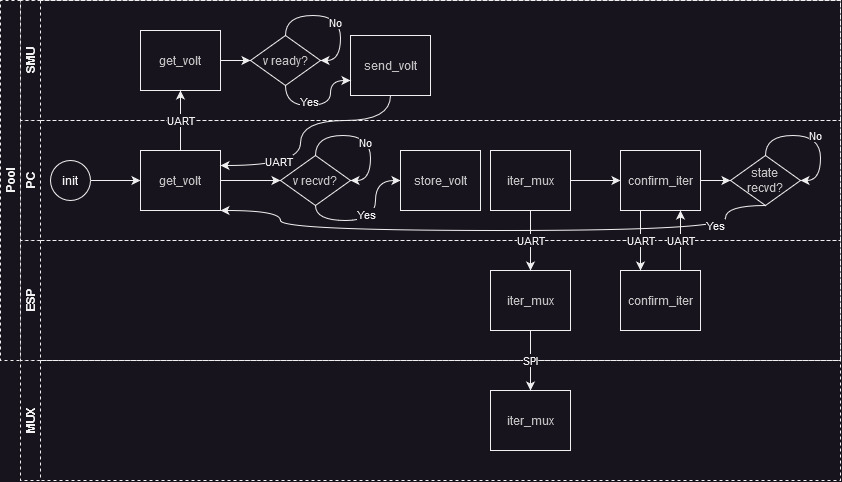 Pool
SMU
get_volt
v ready?
No
Yes
send_volt
UART
UART
PC
init
get_volt
v recvd?
No
Yes
store_volt
iter_mux
confirm_iter
state
recvd?
No
Yes
UART
UART
UART
ESP
iter_mux
confirm_iter
SPI
MUX
iter_mux